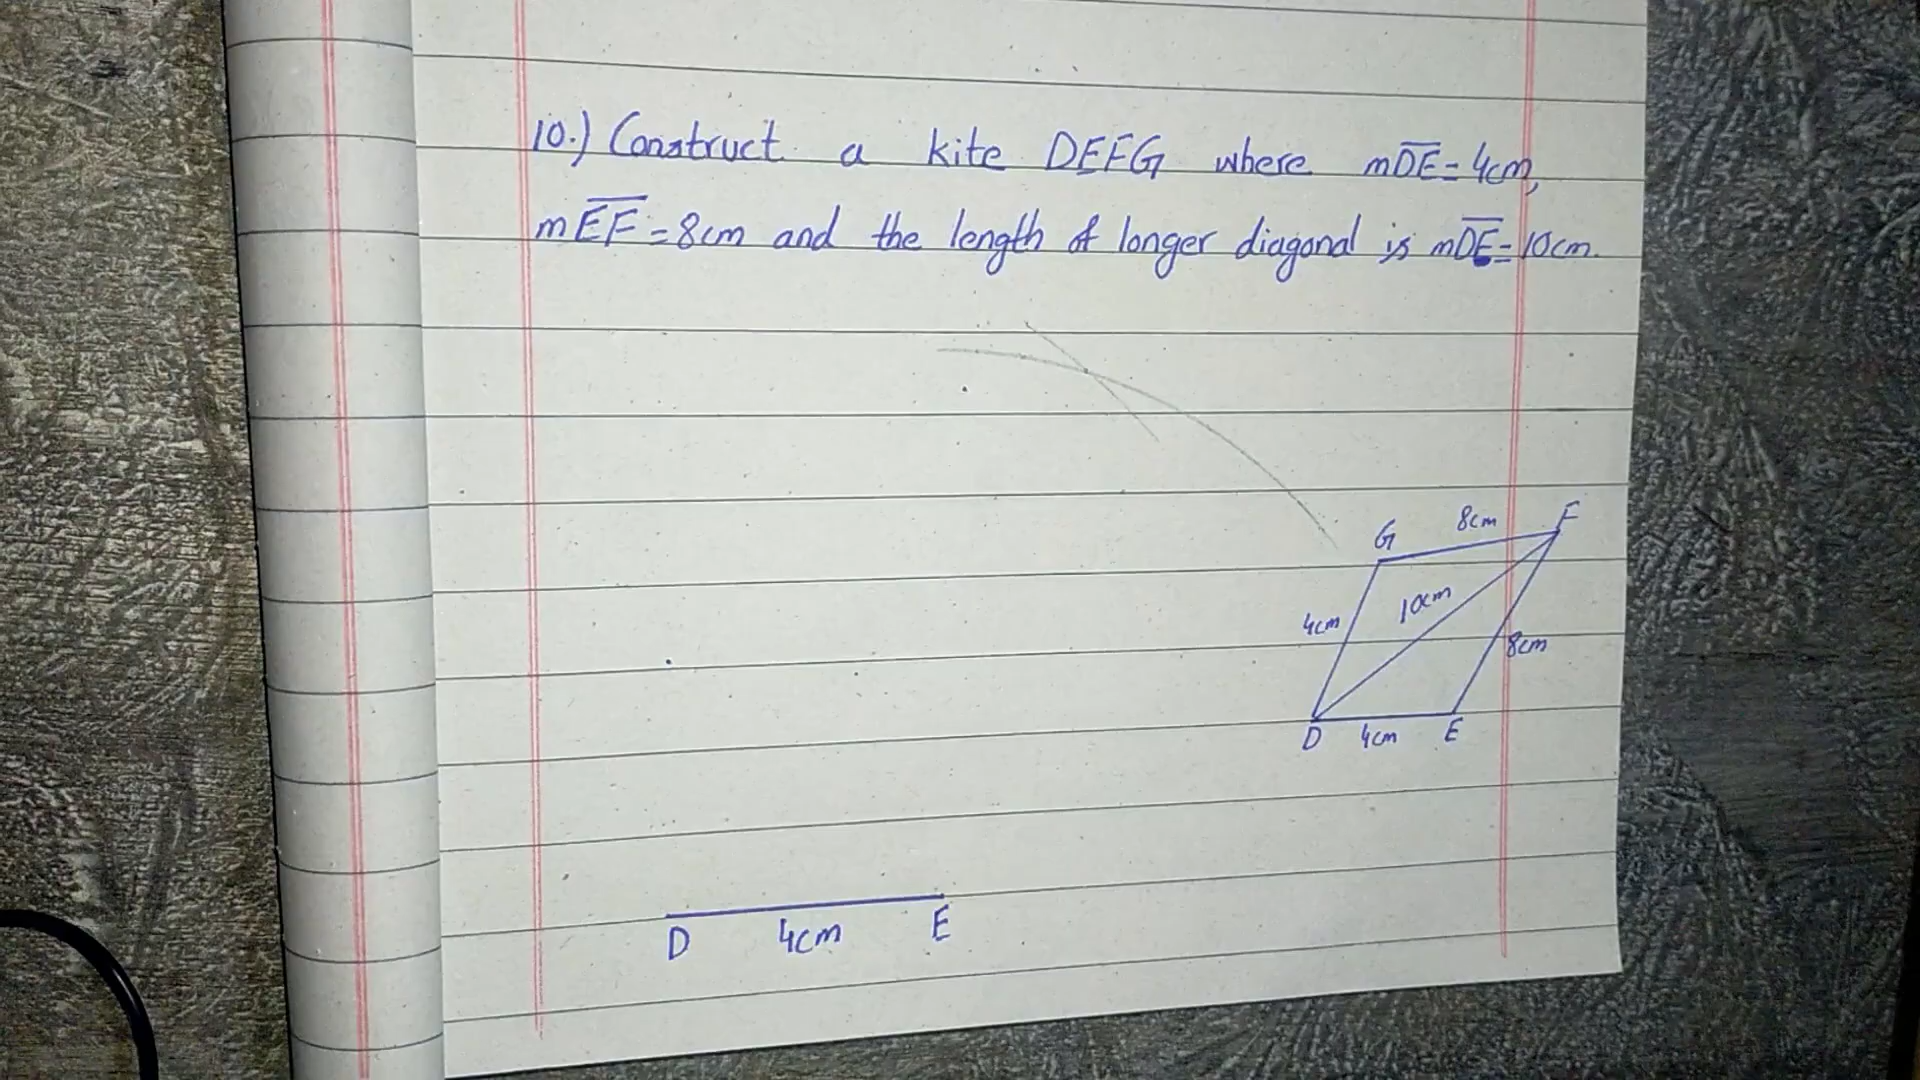 10.) Construct a kite DEFG where mDE = 4cm,
mEF = 8cm and the length of longer diagonal is mDE = 10cm.
G 8cm F
4cm 10cm 8cm
D 4cm E
D 4cm E